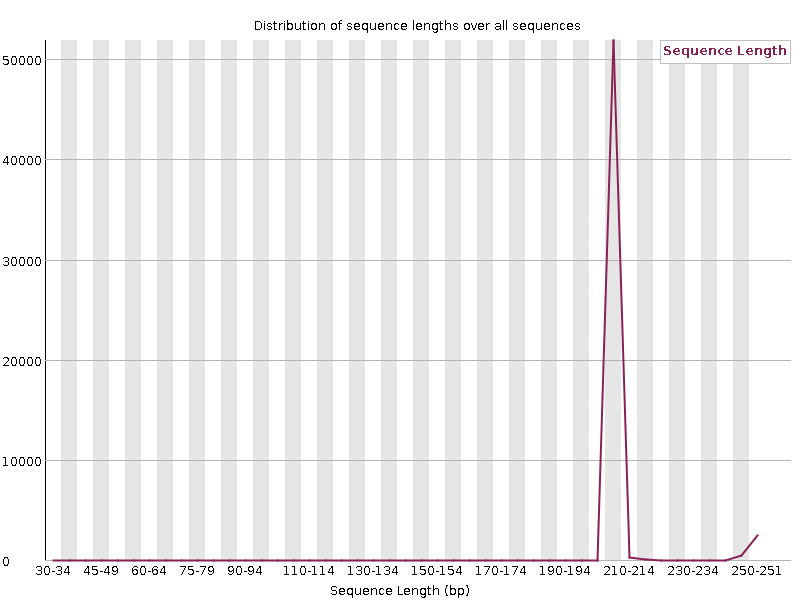 Distribution of sequence lengths over all sequences
Sequence Length
50000
40000
30000
20000
10000
0
30-34 45-49 60-64 75-79 90-94 110-114 130-134 150-154 170-174 190-194 210-214 230-234 250-251
Sequence Length (bp)